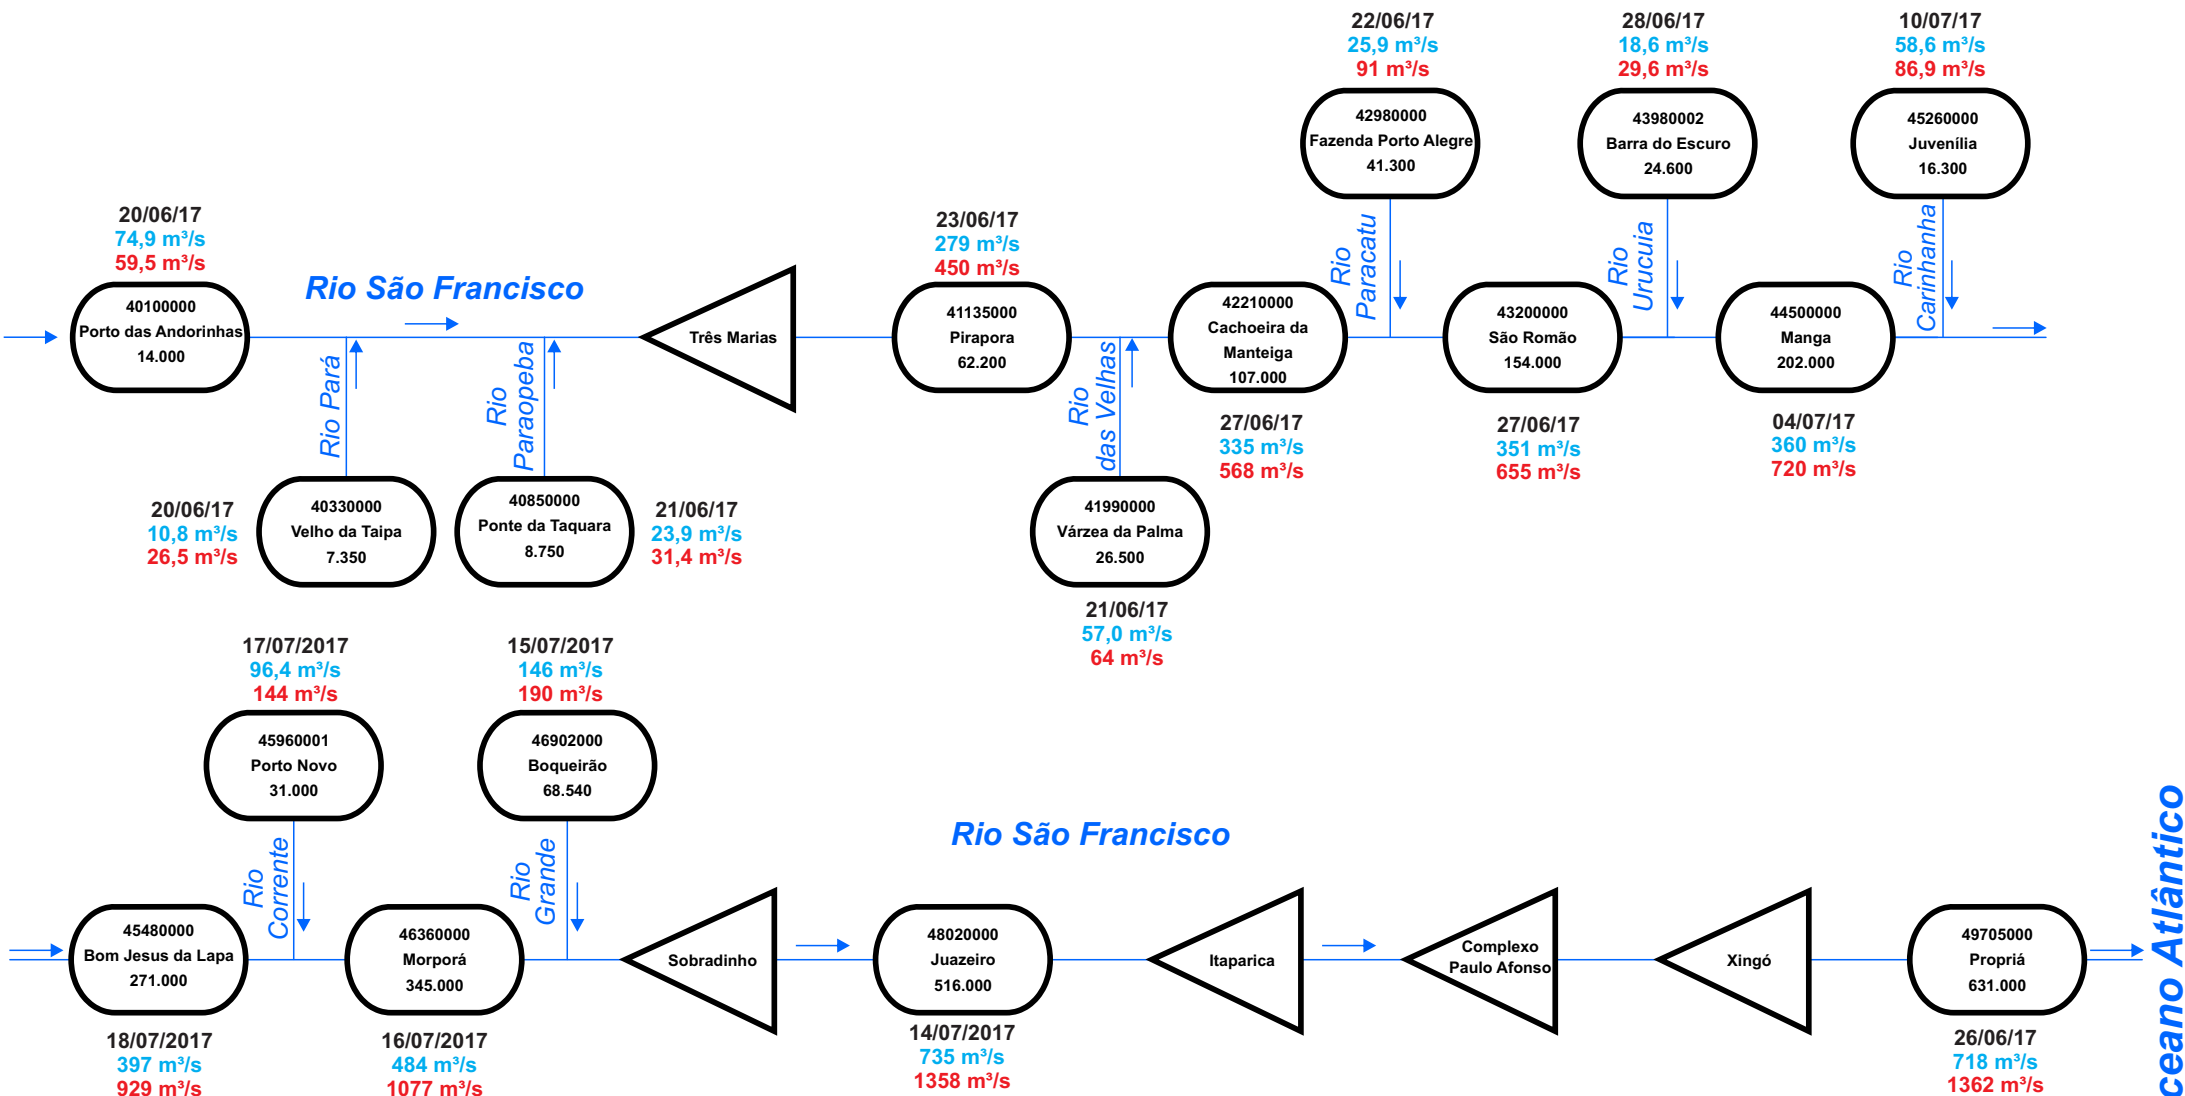 22/06/17
25,9 m³/s
91 m³/s
28/06/17
18,6 m³/s
29,6 m³/s
10/07/17
58,6 m³/s
86,9 m³/s
42980000
Fazenda Porto Alegre
41.300
43980002
Barra do Escuro
24.600
45260000
Juvenília
16.300
20/06/17
74,9 m³/s
59,5 m³/s
40100000
Porto das Andorinhas
14.000
Rio São Francisco
Três Marias
23/06/17
279 m³/s
450 m³/s
41135000
Pirapora
62.200
42210000
Cachoeira da
Manteiga
107.000
27/06/17
335 m³/s
568 m³/s
Rio
Paracatu
43200000
São Romão
154.000
27/06/17
351 m³/s
655 m³/s
Rio
Urucuia
44500000
Manga
202.000
04/07/17
360 m³/s
720 m³/s
Rio
Carinhanha
Rio Pará
Rio
Paraopeba
Rio
das Velhas
20/06/17
10,8 m³/s
26,5 m³/s
40330000
Velho da Taipa
7.350
40850000
Ponte da Taquara
8.750
21/06/17
23,9 m³/s
31,4 m³/s
41990000
Várzea da Palma
26.500
21/06/17
57,0 m³/s
64 m³/s
17/07/2017
96,4 m³/s
144 m³/s
45960001
Porto Novo
31.000
15/07/2017
146 m³/s
190 m³/s
46902000
Boqueirão
68.540
Rio
Corrente
Rio
Grande
Rio São Francisco
45480000
Bom Jesus da Lapa
271.000
18/07/2017
397 m³/s
929 m³/s
46360000
Morporá
345.000
16/07/2017
484 m³/s
1077 m³/s
Sobradinho
48020000
Juazeiro
516.000
14/07/2017
735 m³/s
1358 m³/s
Itaparica
Complexo
Paulo Afonso
Xingó
49705000
Propriá
631.000
26/06/17
718 m³/s
1362 m³/s
ceano Atlântico